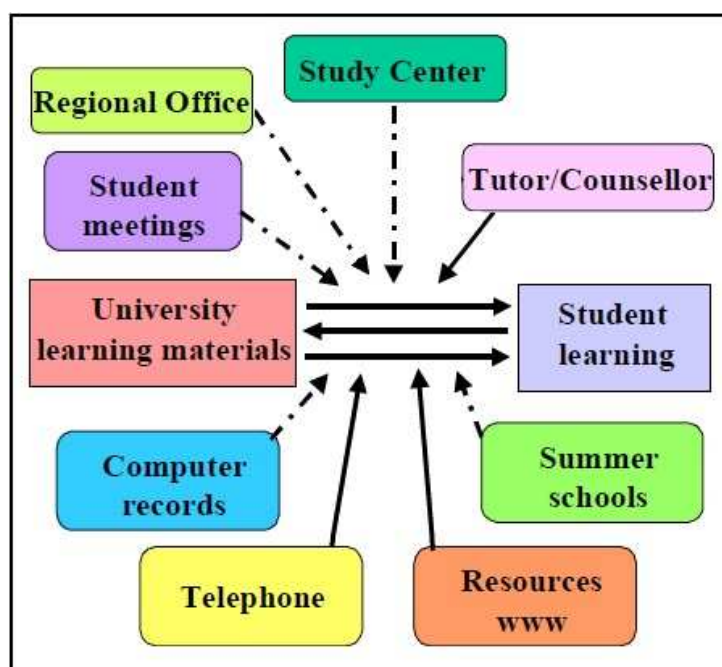 Study Center
Regional Office
Student
meetings
Tutor/Counsellor
University
learning materials
Student
learning
Computer
records
Summer
schools
Telephone
Resources
www